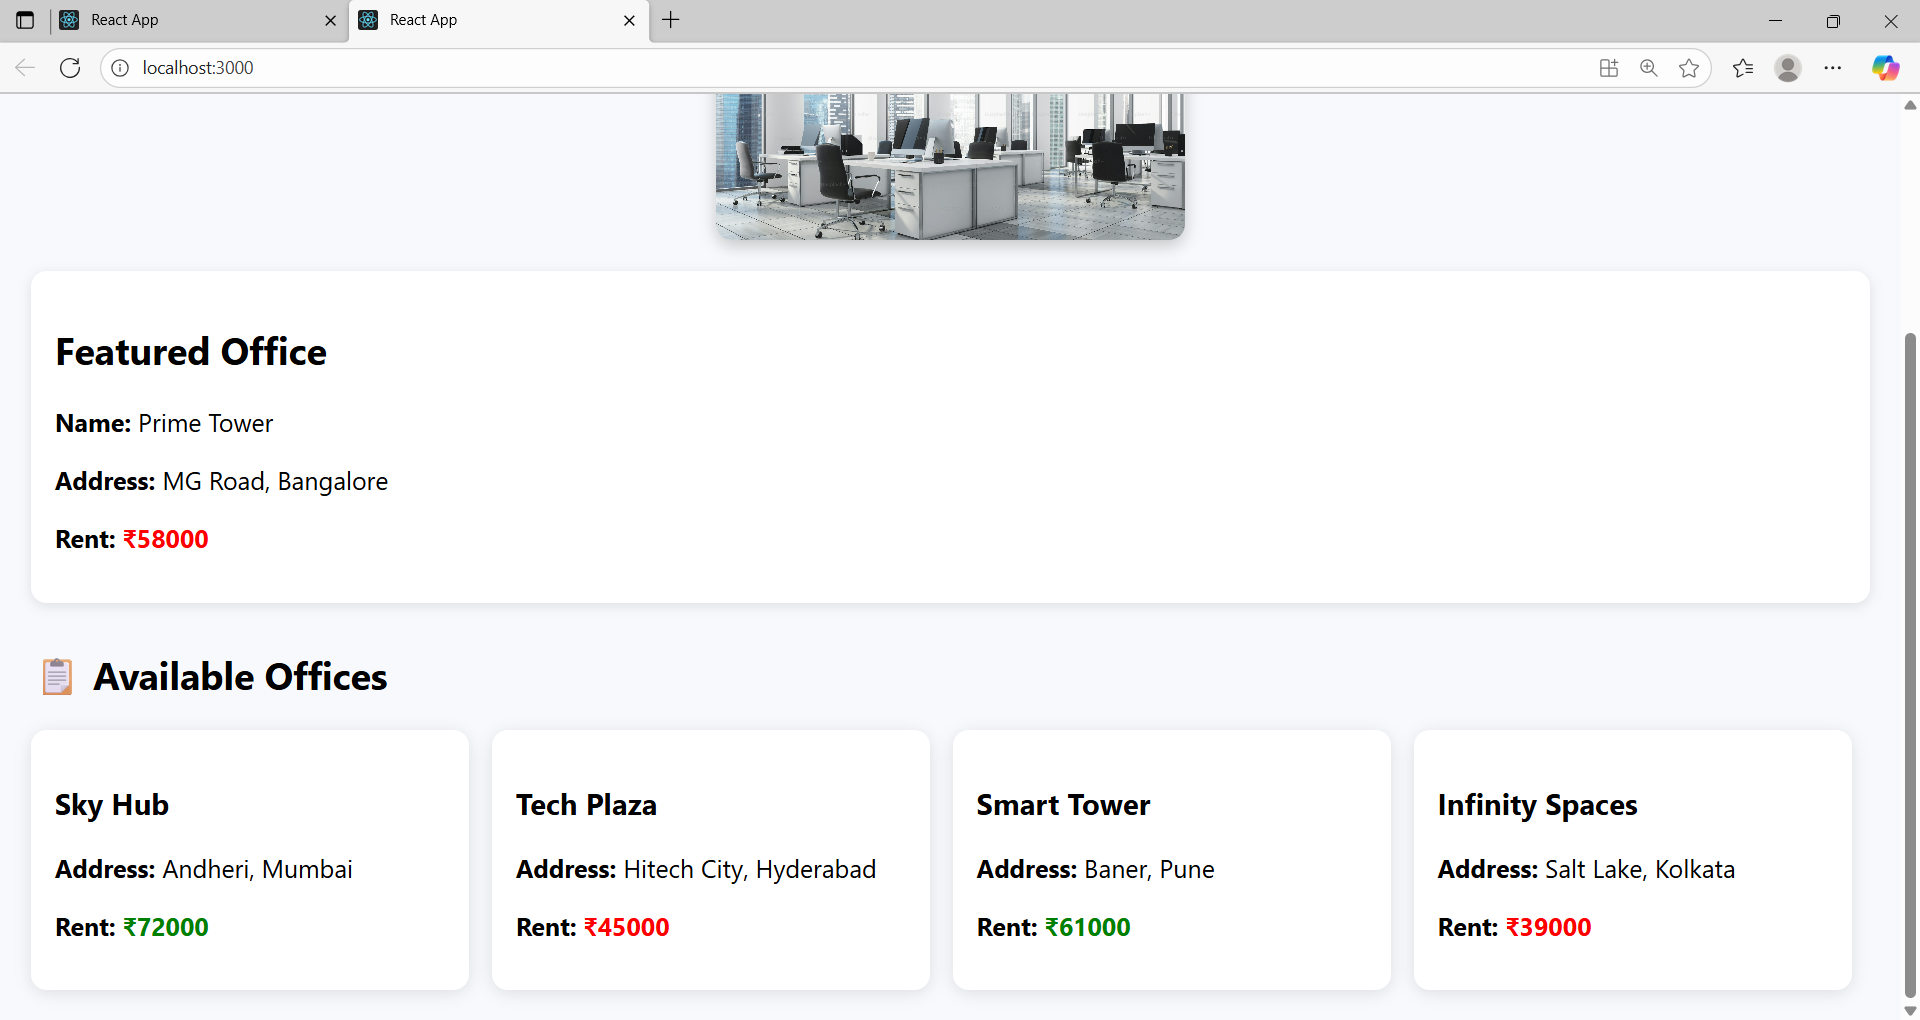 React App
React App
localhost:3000
Featured Office
Name: Prime Tower
Address: MG Road, Bangalore
Rent: ₹58000
📋 Available Offices
Sky Hub
Address: Andheri, Mumbai
Rent: ₹72000
Tech Plaza
Address: Hitech City, Hyderabad
Rent: ₹45000
Smart Tower
Address: Baner, Pune
Rent: ₹61000
Infinity Spaces
Address: Salt Lake, Kolkata
Rent: ₹39000